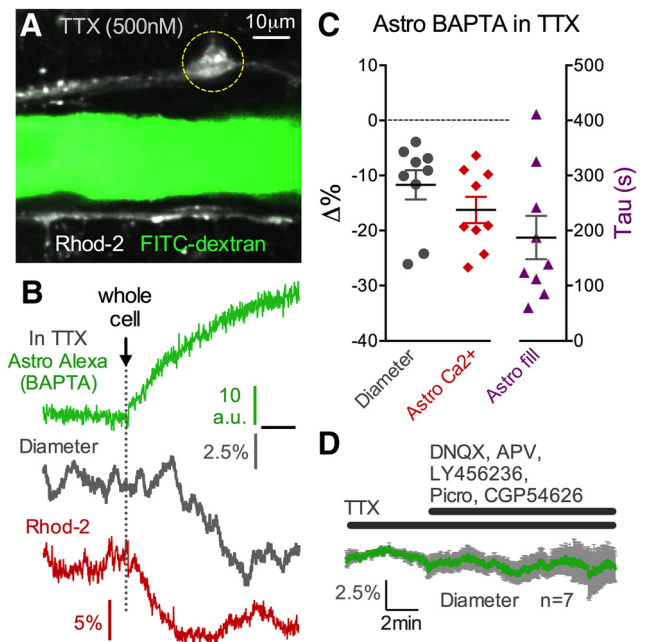 A
TTX (500nM)
10μm
Rhod-2 FITC-dextran
B
whole
cell
In TTX
Astro Alexa
(BAPTA)
10
a.u.
Diameter
2.5%
Rhod-2
5%
C
Astro BAPTA in TTX
10
0
-10
-20
-30
-40
Δ%
500
400
300
200
100
0
Tau (s)
Diameter
Astro Ca2+
Astro fill
D
DNQX, APV,
LY456236,
Picro, CGP54626
TTX
2.5%
2min
Diameter n=7